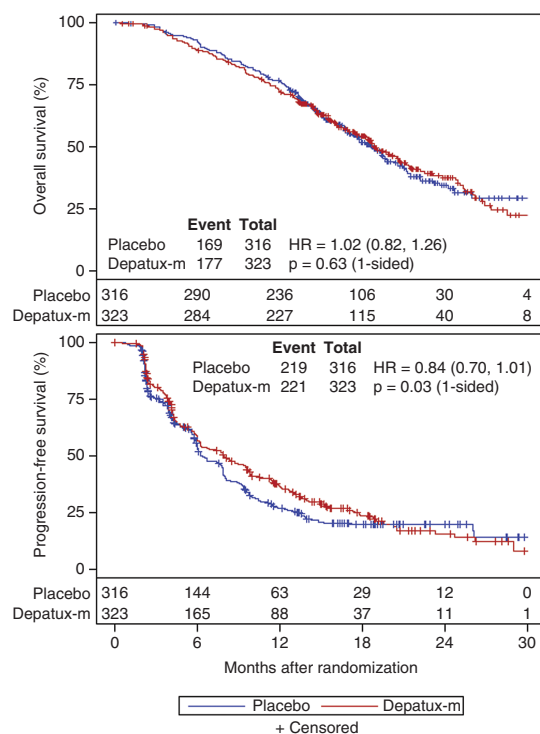 Overall survival (%)
100
75
50
25
0
Event Total
Placebo 169 316 HR = 1.02 (0.82, 1.26)
Depatux-m 177 323 p = 0.63 (1-sided)
Placebo 316 290 236 106 30 4
Depatux-m 323 284 227 115 40 8
Progression-free survival (%)
100
75
50
25
0
Event Total
Placebo 219 316 HR = 0.84 (0.70, 1.01)
Depatux-m 221 323 p = 0.03 (1-sided)
Placebo 316 144 63 29 12 0
Depatux-m 323 165 88 37 11 1
0 6 12 18 24 30
Months after randomization
Placebo Depatux-m
+ Censored